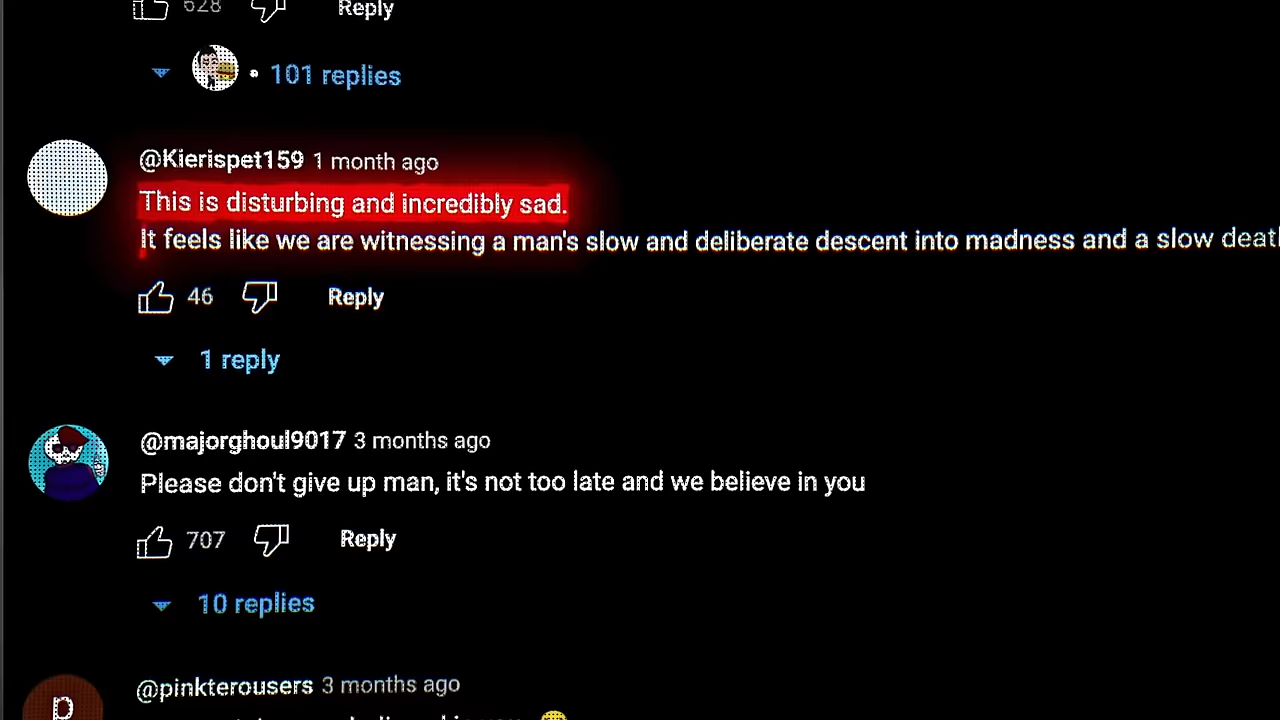 628 Reply
101 replies
@Kierispet159 1 month ago
This is disturbing and incredibly sad.
It feels like we are witnessing a man's slow and deliberate descent into madness and a slow
46 Reply
1 reply
@majorghoul9017 3 months ago
Please don't give up man, it's not too late and we believe in you
707 Reply
10 replies
p
@pinkterousers 3 months ago